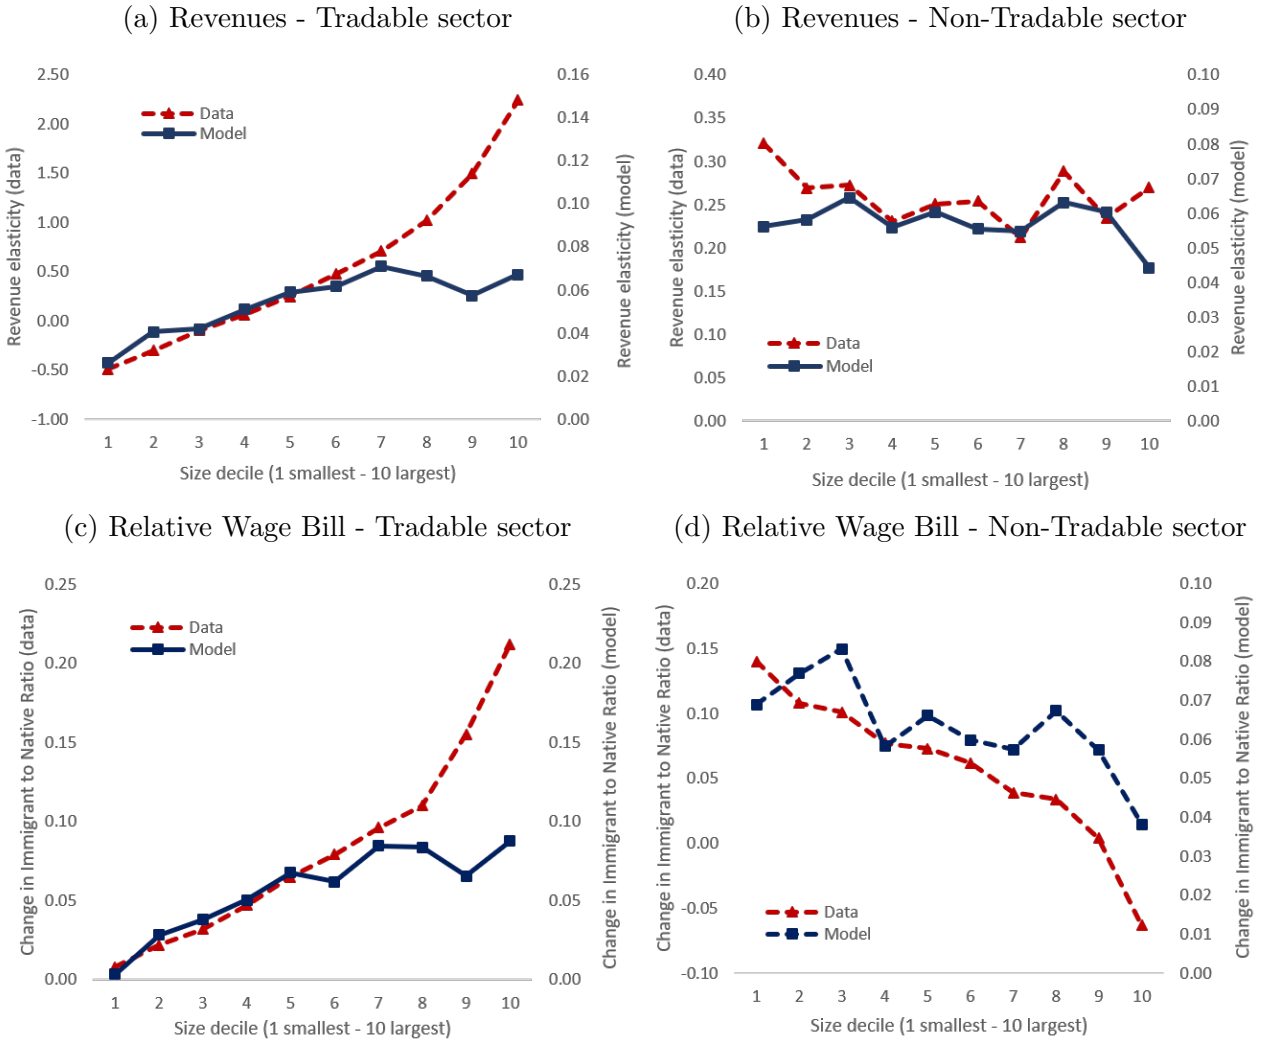 (a) Revenues - Tradable sector
Revenue elasticity (data)
2.50
2.00
1.50
1.00
0.50
0.00
-0.50
-1.00
Data
Model
0.16
0.14
0.12
0.10
0.08
0.06
0.04
0.02
0.00
Revenue elasticity (model)
1 2 3 4 5 6 7 8 9 10
Size decile (1 smallest - 10 largest)
(b) Revenues - Non-Tradable sector
Revenue elasticity (data)
0.40
0.35
0.30
0.25
0.20
0.15
0.10
0.05
0.00
Data
Model
0.10
0.09
0.08
0.07
0.06
0.05
0.04
0.03
0.02
0.01
0.00
Revenue elasticity (model)
1 2 3 4 5 6 7 8 9 10
Size decile (1 smallest - 10 largest)
(c) Relative Wage Bill - Tradable sector
Change in Immigrant to Native Ratio (data)
0.25
0.20
0.15
0.10
0.05
0.00
Data
Model
0.25
0.20
0.15
0.10
0.05
0.00
Change in Immigrant to Native Ratio (model)
1 2 3 4 5 6 7 8 9 10
Size decile (1 smallest - 10 largest)
(d) Relative Wage Bill - Non-Tradable sector
Change in Immigrant to Native Ratio (data)
0.20
0.15
0.10
0.05
0.00
-0.05
-0.10
Data
Model
0.10
0.09
0.08
0.07
0.06
0.05
0.04
0.03
0.02
0.01
0.00
Change in Immigrant to Native Ratio (model)
1 2 3 4 5 6 7 8 9 10
Size decile (1 smallest - 10 largest)